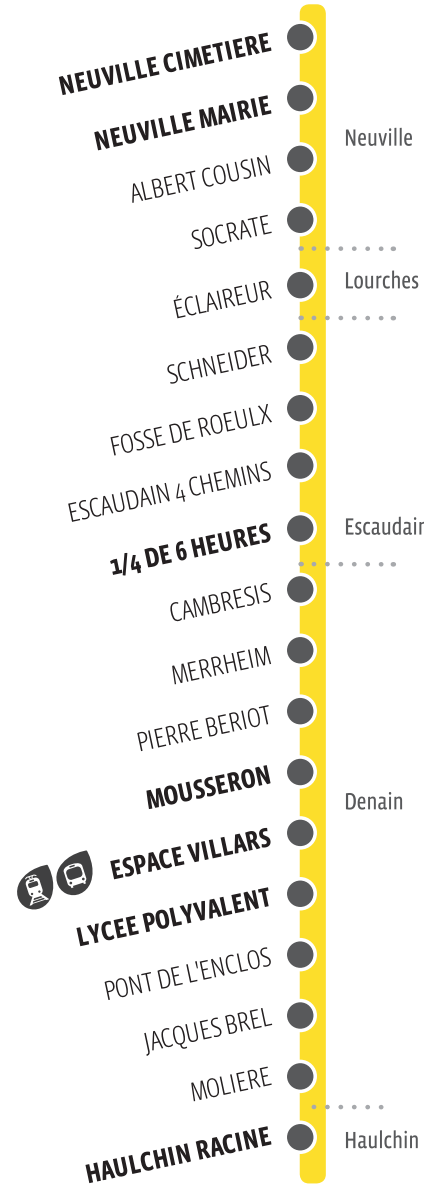 NEUVILLE CIMETIERE
NEUVILLE MAIRIE
Neuville
ALBERT COUSIN
SOCRATE
ÉCLAIREUR
Lourches
SCHNEIDER
FOSSE DE ROEULX
ESCAUDAIN 4 CHEMINS
1/4 DE 6 HEURES
Escaudain
CAMBRESIS
MERRHEIM
PIERRE BERIOT
MOUSSERON
Denain
ESPACE VILLARS
LYCEE POLYVALENT
PONT DE L'ENCLOS
JACQUES BREL
MOLIERE
HAULCHIN RACINE
Haulchin